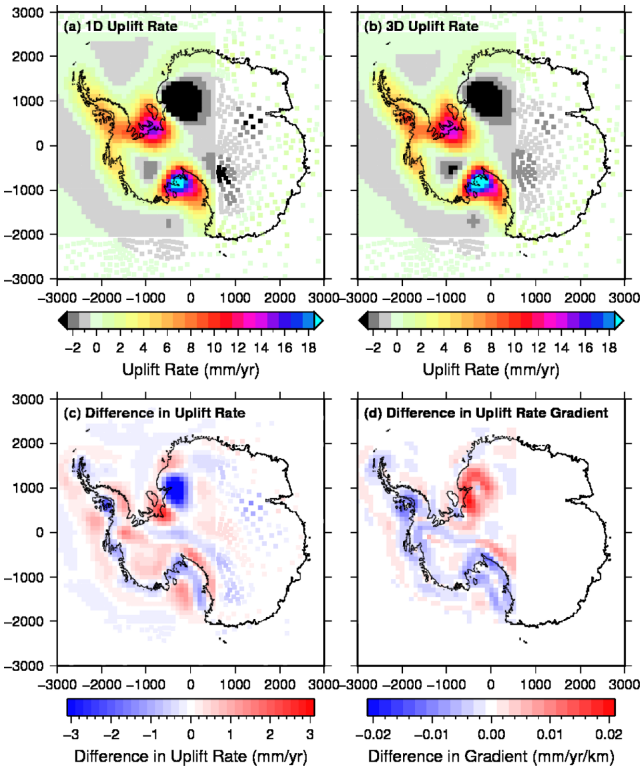 (a) 1D Uplift Rate
(b) 3D Uplift Rate
3000
2000
1000
0
−1000
−2000
−3000
−3000 −2000 −1000 0 1000 2000 3000
−3000 −2000 −1000 0 1000 2000 3000
−2 0 2 4 6 8 10 12 14 16 18
−2 0 2 4 6 8 10 12 14 16 18
Uplift Rate (mm/yr)
Uplift Rate (mm/yr)
(c) Difference in Uplift Rate
(d) Difference in Uplift Rate Gradient
3000
2000
1000
0
−1000
−2000
−3000
−3000 −2000 −1000 0 1000 2000 3000
−3000 −2000 −1000 0 1000 2000 3000
−3 −2 −1 0 1 2 3
−0.02 −0.01 0.00 0.01 0.02
Difference in Uplift Rate (mm/yr)
Difference in Gradient (mm/yr/km)